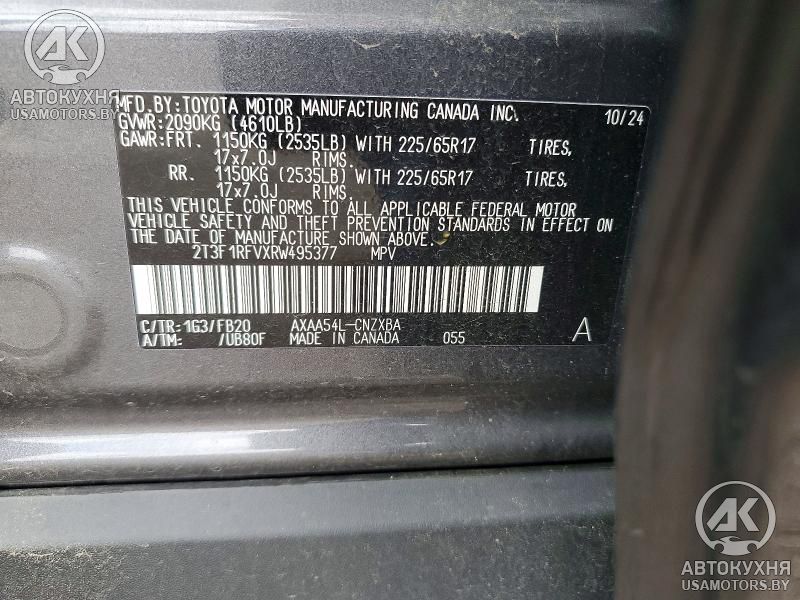 АК
АВТОКУХНЯ
USAMOTORS.BY
MFD.BY:TOYOTA MOTOR MANUFACTURING CANADA INC. 10/24
GVWR:2090KG (4610LB)
GAWR:FRT. 1150KG (2535LB) WITH 225/65R17 TIRES,
17x7.0J RIMS.
RR. 1150KG (2535LB) WITH 225/65R17 TIRES,
17x7.0J RIMS.
THIS VEHICLE CONFORMS TO ALL APPLICABLE FEDERAL MOTOR
VEHICLE SAFETY AND THEFT PREVENTION STANDARDS IN EFFECT ON
THE DATE OF MANUFACTURE SHOWN ABOVE.
2T3F1RFVXRW495377 MPV
C/TR:1G3/FB20 AXAA54L-CNZXBA A
A/TM: /UB80F MADE IN CANADA 055
АК
АВТОКУХНЯ
USAMOTORS.BY